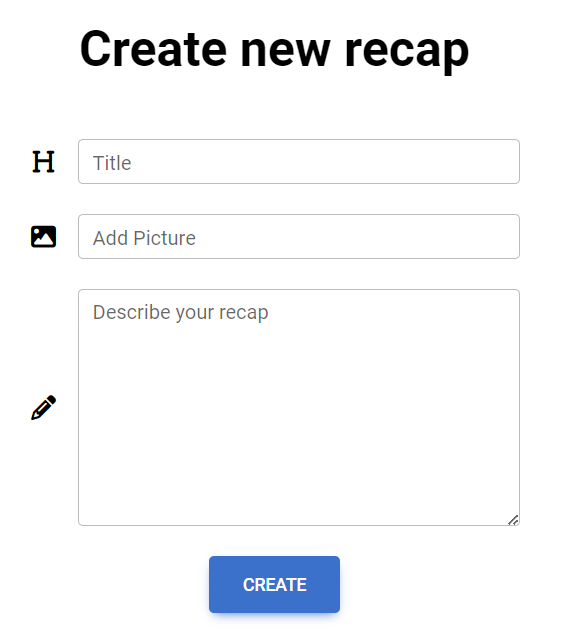 Create new recap
Title
Add Picture
Describe your recap
CREATE